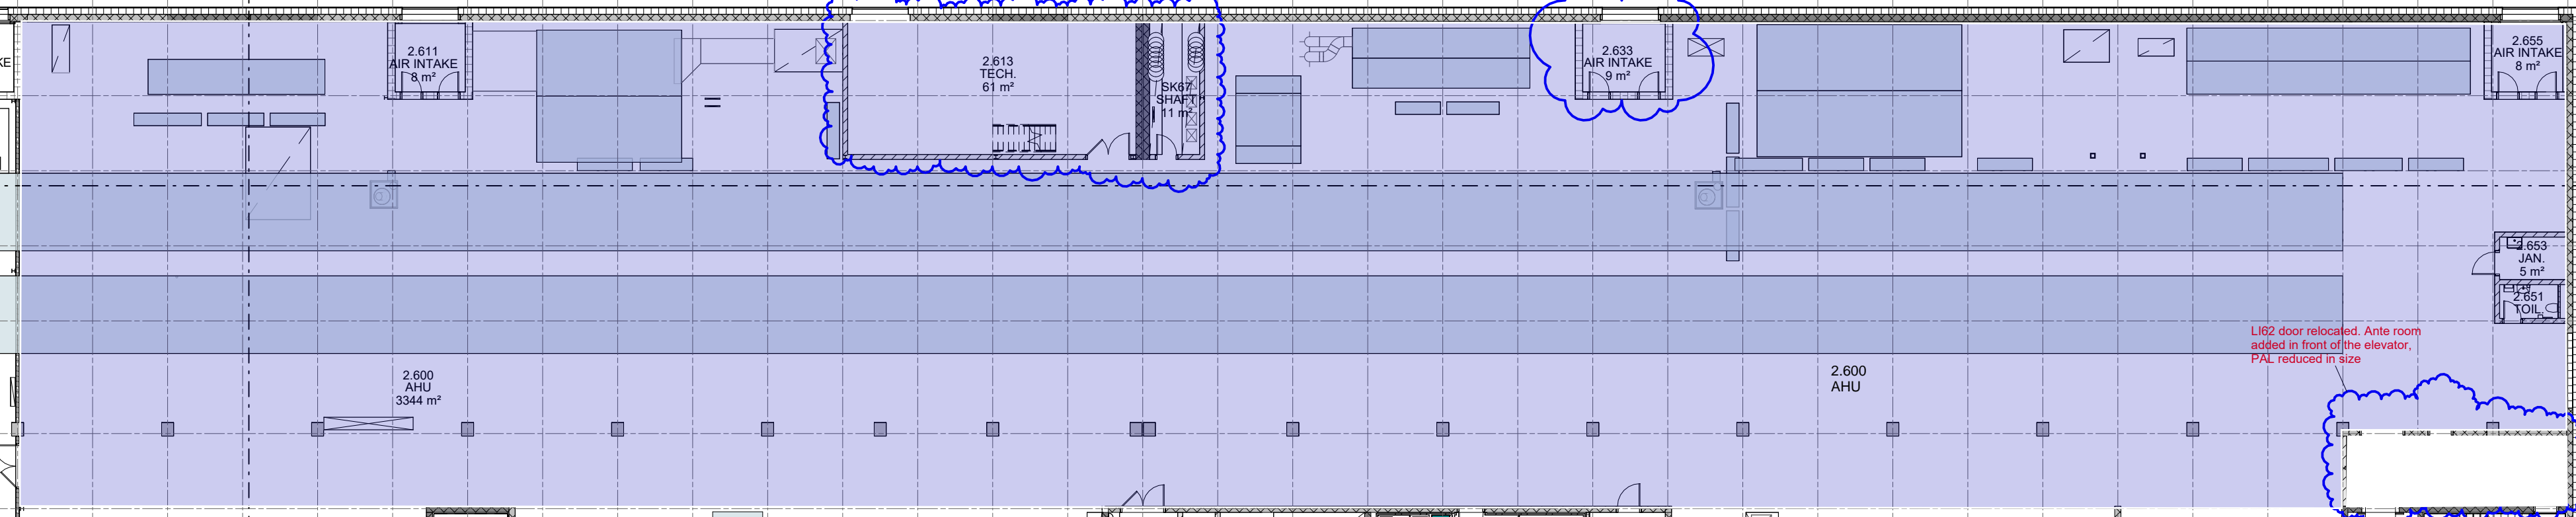 KE
2.611
AIR INTAKE
8 m²
2.613
TECH.
61 m²
SK67
SHAFT
11 m²
2.633
AIR INTAKE
9 m²
2.655
AIR INTAKE
8 m²
2.653
JAN.
5 m²
2.651
TOIL.
LI62 door relocated. Ante room
added in front of the elevator,
PAL reduced in size
2.600
AHU
3344 m²
2.600
AHU